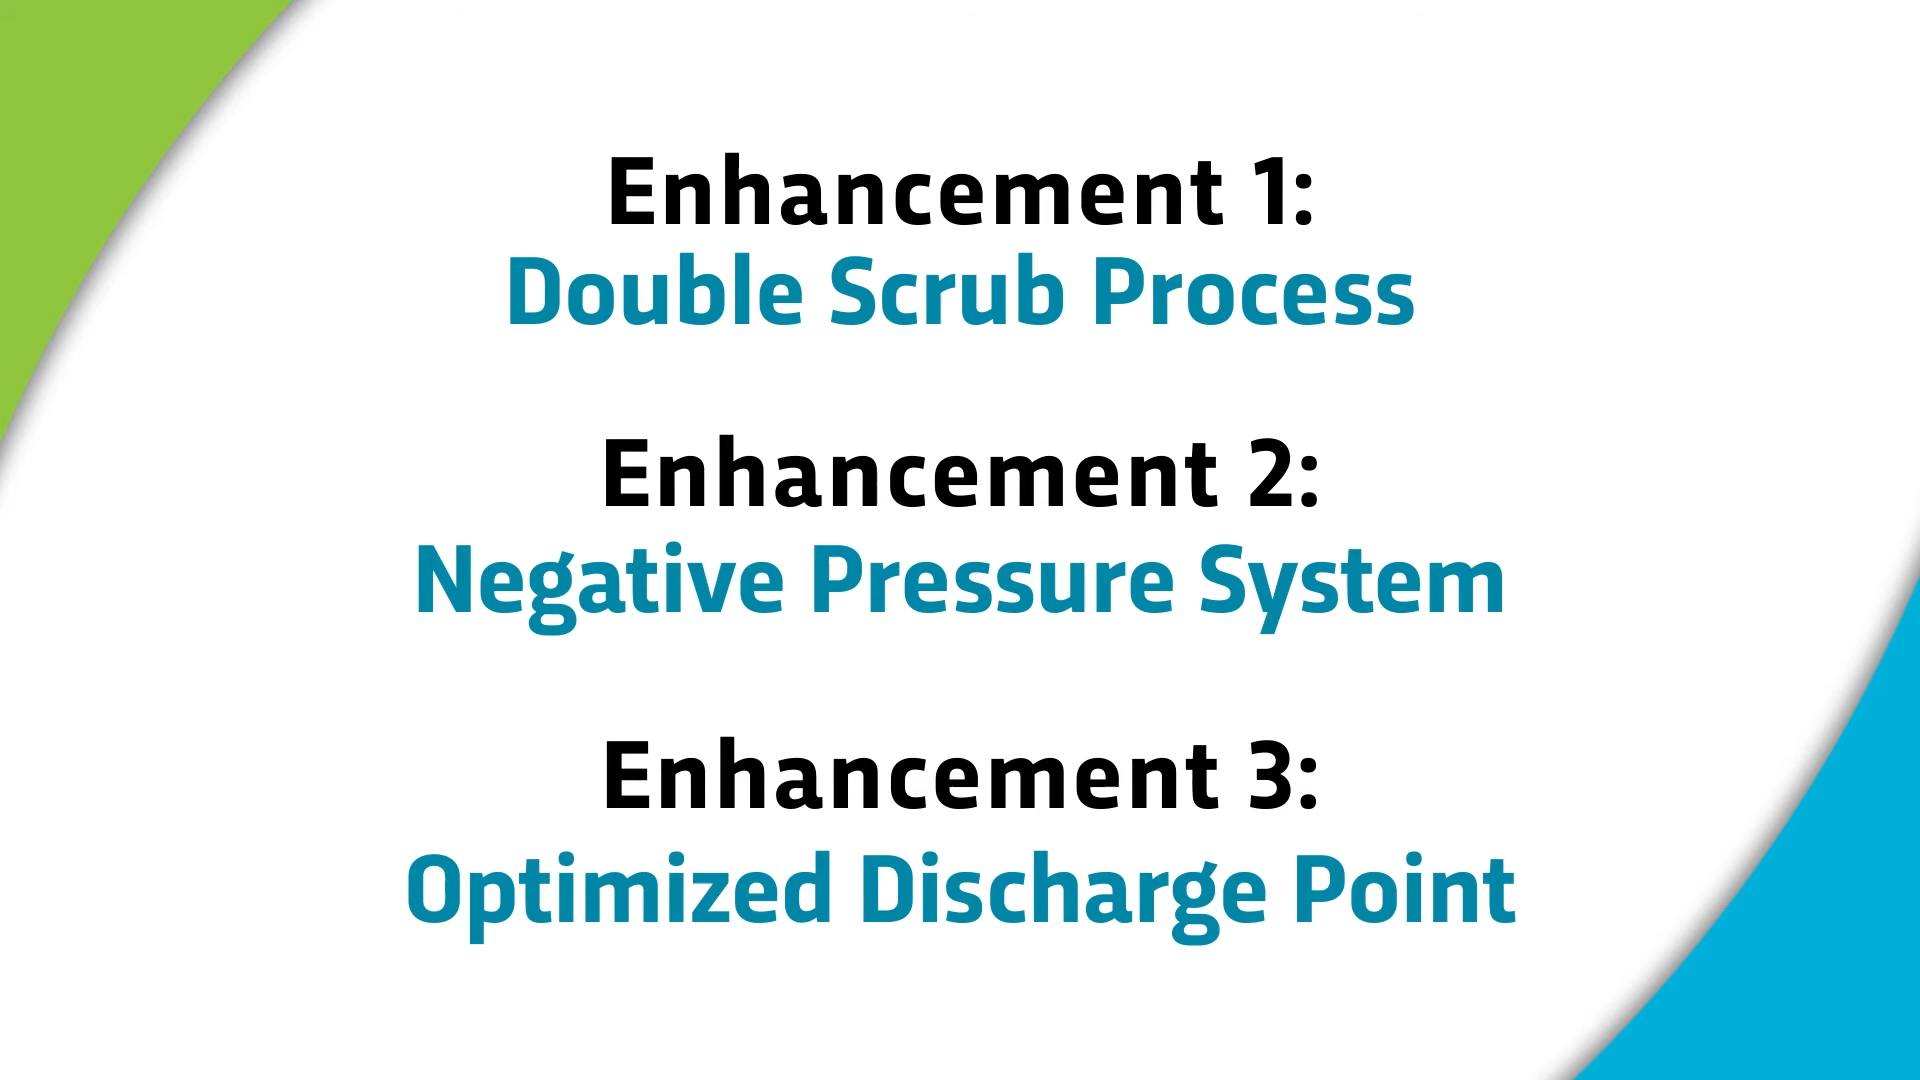 Enhancement 1:
Double Scrub Process
Enhancement 2:
Negative Pressure System
Enhancement 3:
Optimized Discharge Point